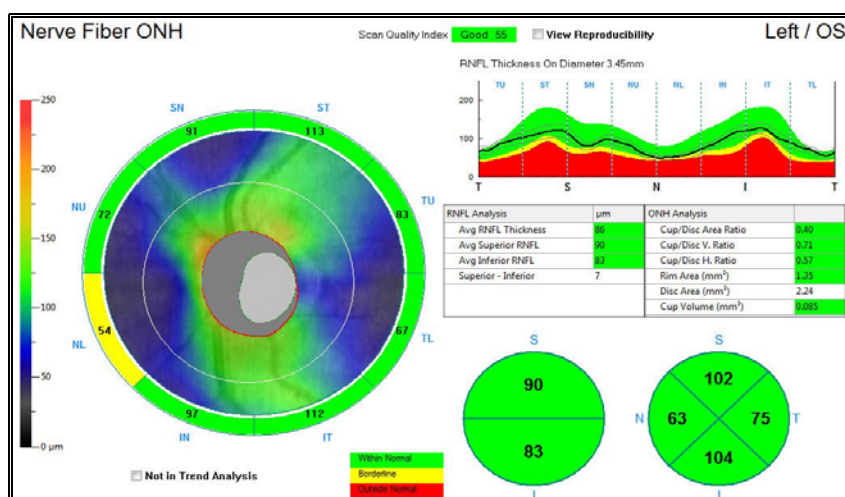 Nerve Fiber ONH
Scan Quality Index Good 55 View Reproducibility
Left / OS
RNFL Thickness On Diameter 3.45mm
TU ST SN NU NL IN IT TL
200
100
0
T S N I T
250
200
150
100
50
0 µm
SN ST
91 113
NU 72 83 TU
NL 54 67 TL
97 112
IN IT
RNFL Analysis µm
Avg RNFL Thickness 86
Avg Superior RNFL 90
Avg Inferior RNFL 83
Superior - Inferior 7
ONH Analysis
Cup/Disc Area Ratio 0.40
Cup/Disc V. Ratio 0.71
Cup/Disc H. Ratio 0.57
Rim Area (mm²) 1.35
Disc Area (mm²) 2.24
Cup Volume (mm³) 0.085
S
90
83
I
S
102
N 63 75 T
104
I
Not in Trend Analysis
Within Normal
Borderline
Outside Normal